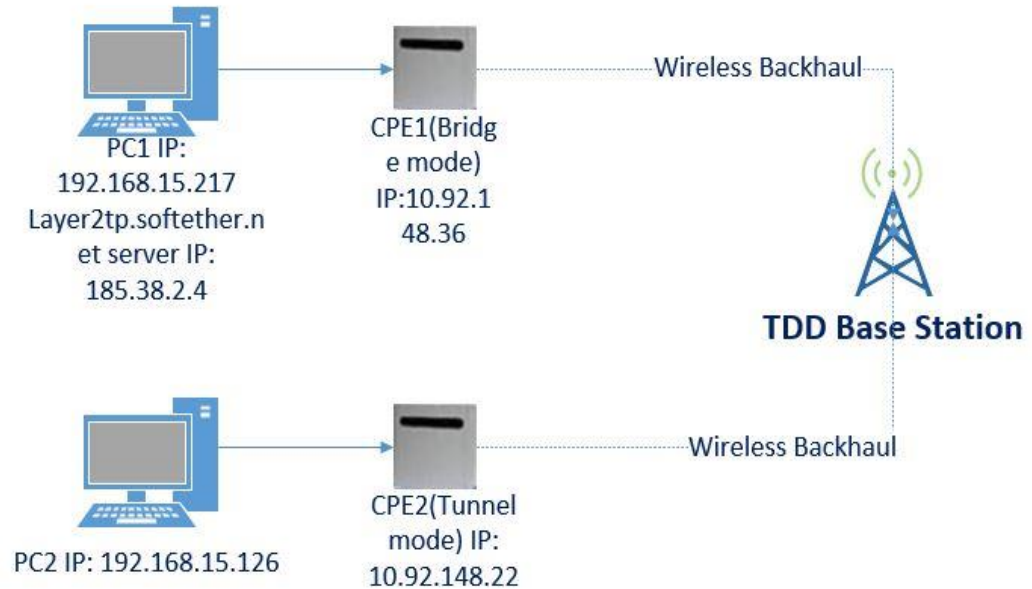 PC1 IP:
192.168.15.217
Layer2tp.softether.n
et server IP:
185.38.2.4
CPE1(Bridg
e mode)
IP:10.92.1
48.36
Wireless Backhaul
TDD Base Station
Wireless Backhaul
PC2 IP: 192.168.15.126
CPE2(Tunnel
mode) IP:
10.92.148.22